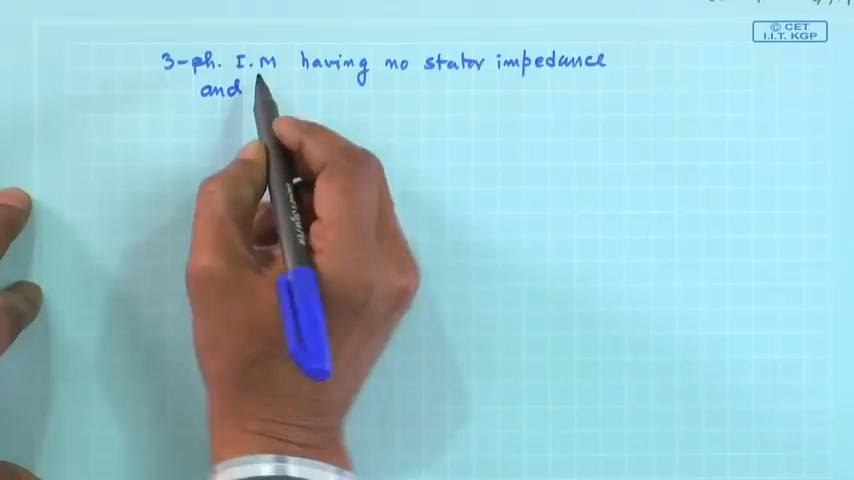 © CET
I.I.T. KGP
3-ph. I.M having no stator impedance
and